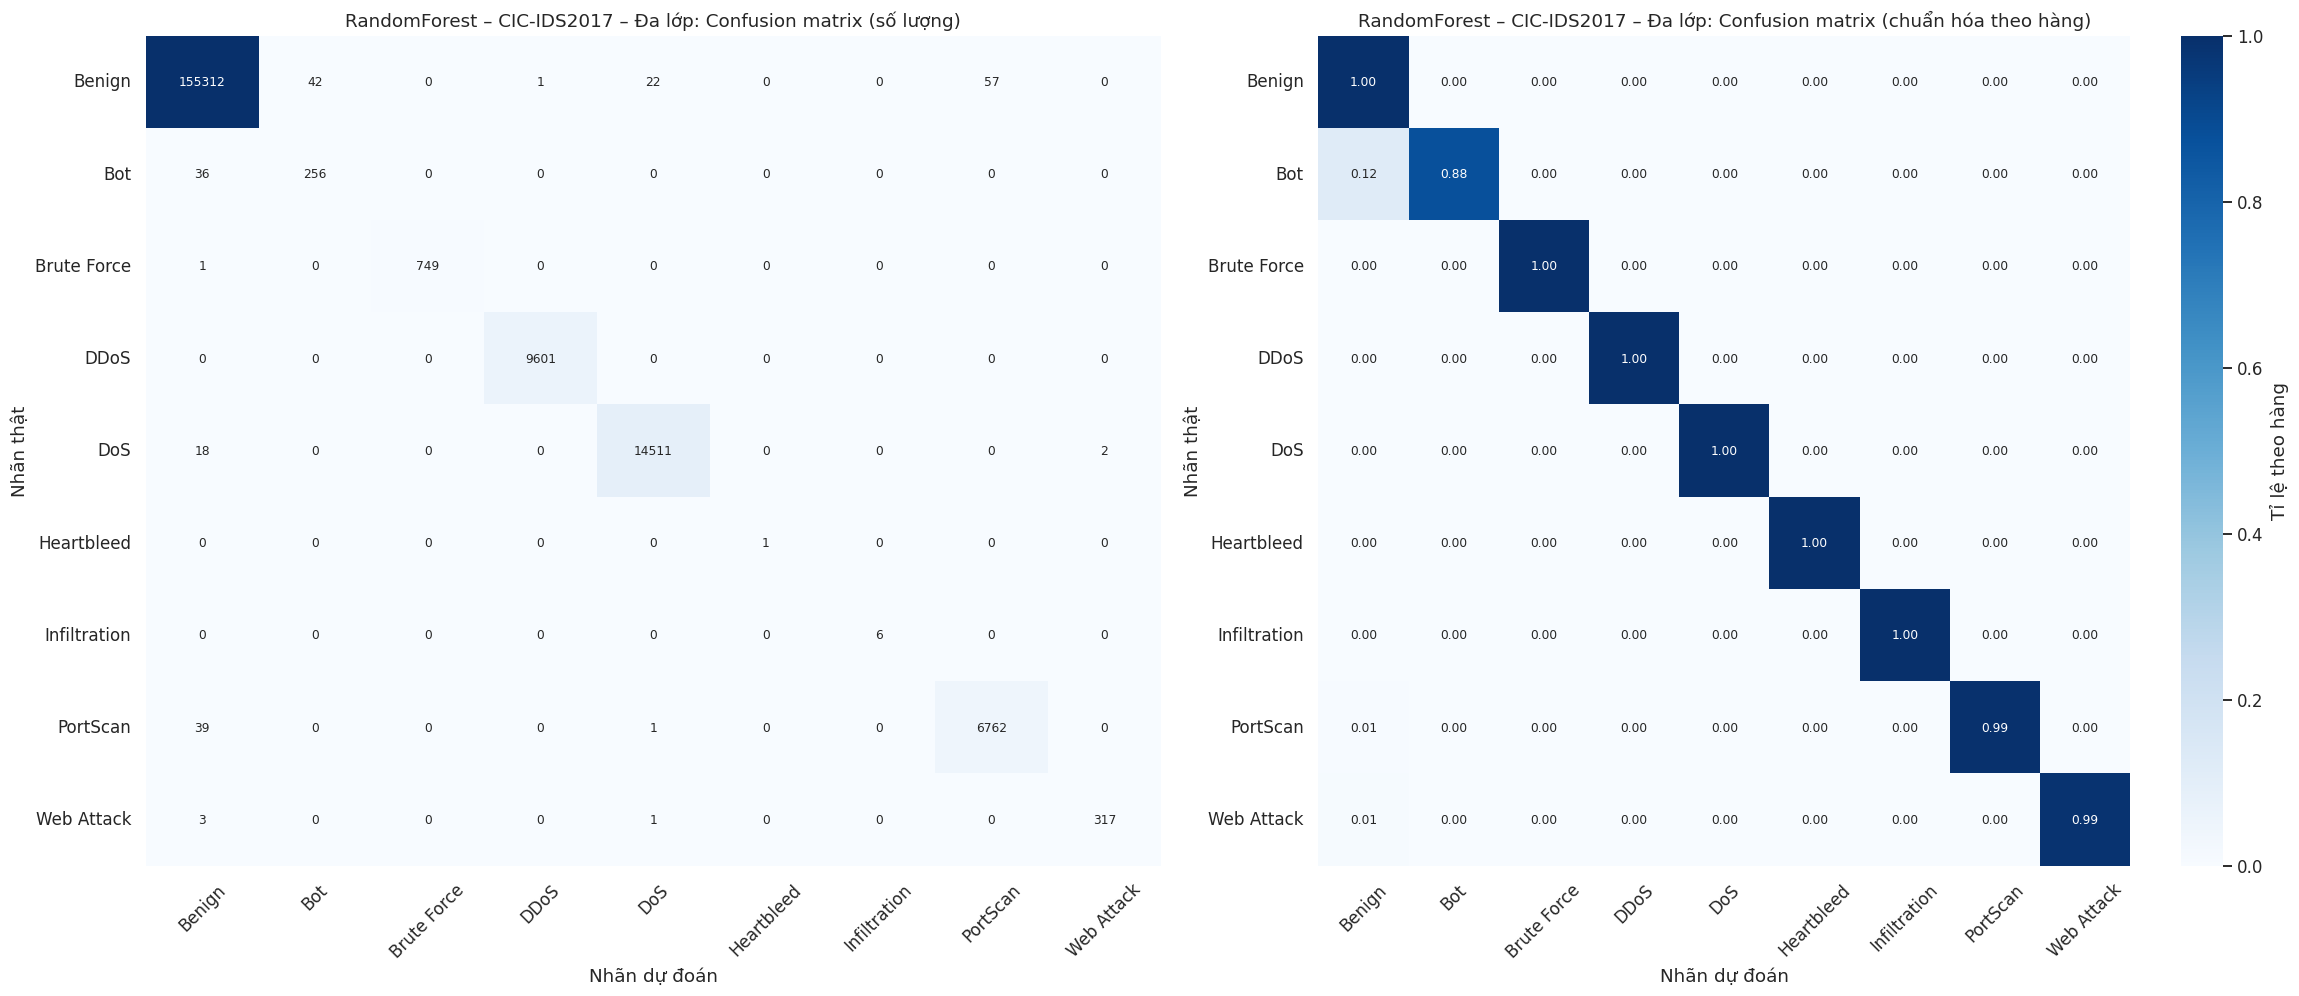 RandomForest – CIC-IDS2017 – Đa lớp: Confusion matrix (số lượng)
Benign 155312 42 0 1 22 0 0 57 0
Bot 36 256 0 0 0 0 0 0 0
Brute Force 1 0 749 0 0 0 0 0 0
DDoS 0 0 0 9601 0 0 0 0 0
DoS 18 0 0 0 14511 0 0 0 2
Heartbleed 0 0 0 0 0 1 0 0 0
Infiltration 0 0 0 0 0 0 6 0 0
PortScan 39 0 0 0 1 0 0 6762 0
Web Attack 3 0 0 0 1 0 0 0 317
Nhãn thật
Benign Bot Brute Force DDoS DoS Heartbleed Infiltration PortScan Web Attack
Nhãn dự đoán
RandomForest – CIC-IDS2017 – Đa lớp: Confusion matrix (chuẩn hóa theo hàng)
Benign 1.00 0.00 0.00 0.00 0.00 0.00 0.00 0.00 0.00
Bot 0.12 0.88 0.00 0.00 0.00 0.00 0.00 0.00 0.00
Brute Force 0.00 0.00 1.00 0.00 0.00 0.00 0.00 0.00 0.00
DDoS 0.00 0.00 0.00 1.00 0.00 0.00 0.00 0.00 0.00
DoS 0.00 0.00 0.00 0.00 1.00 0.00 0.00 0.00 0.00
Heartbleed 0.00 0.00 0.00 0.00 0.00 1.00 0.00 0.00 0.00
Infiltration 0.00 0.00 0.00 0.00 0.00 0.00 1.00 0.00 0.00
PortScan 0.01 0.00 0.00 0.00 0.00 0.00 0.00 0.99 0.00
Web Attack 0.01 0.00 0.00 0.00 0.00 0.00 0.00 0.00 0.99
Nhãn thật
Benign Bot Brute Force DDoS DoS Heartbleed Infiltration PortScan Web Attack
Nhãn dự đoán
1.0
0.8
0.6
0.4
0.2
0.0
Tỉ lệ theo hàng